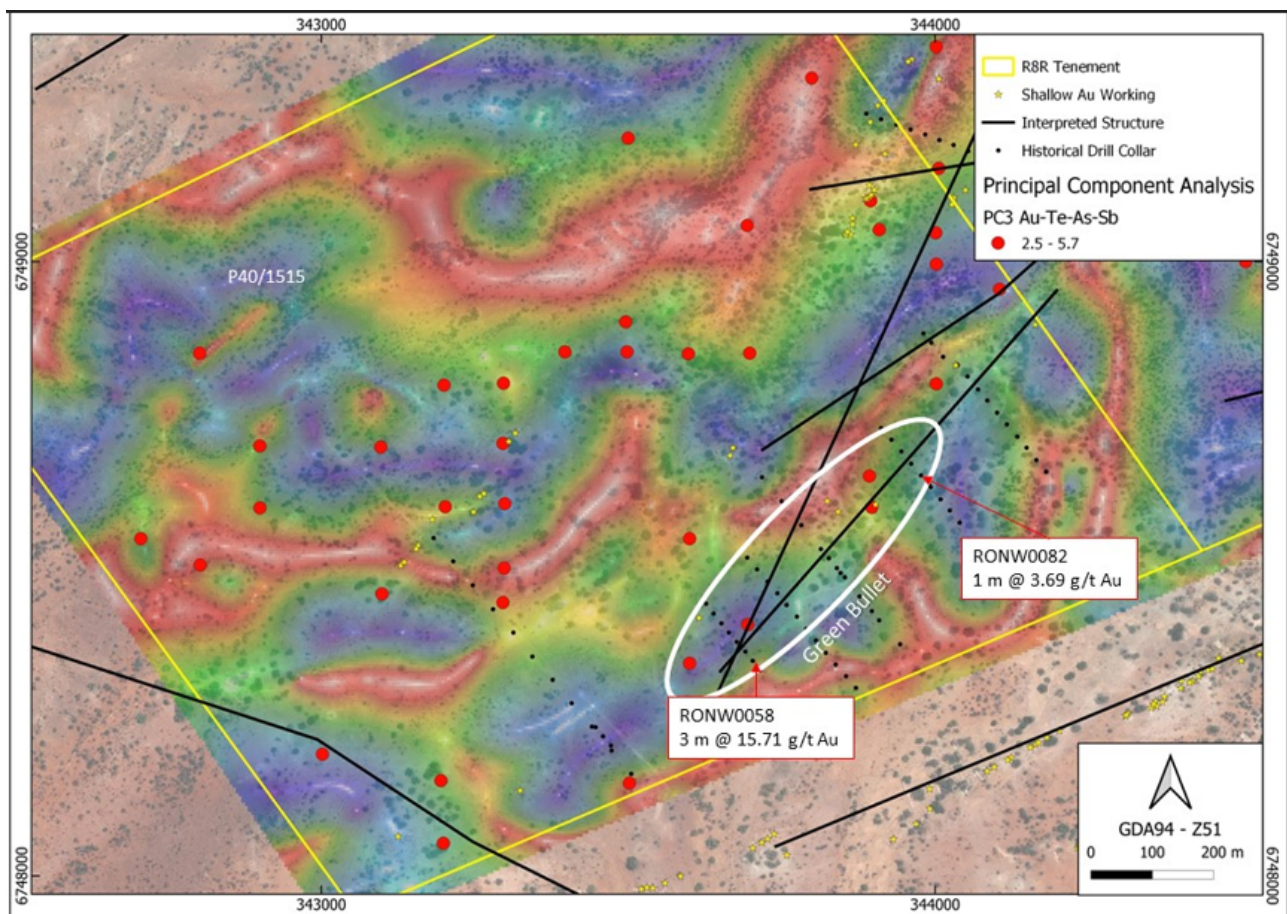 343000
344000
R8R Tenement
Shallow Au Working
Interpreted Structure
Historical Drill Collar
Principal Component Analysis
PC3 Au-Te-As-Sb
2.5 - 5.7
6749000
6749000
P40/1515
RONW0082
1 m @ 3.69 g/t Au
Green Bullet
RONW0058
3 m @ 15.71 g/t Au
GDA94 - Z51
0 100 200 m
6748000
6748000
343000
344000